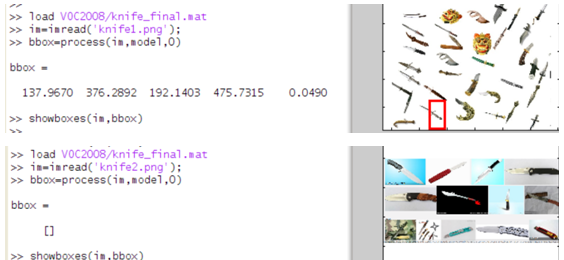 >> load VOC2008/knife_final.mat
>> im=imread('knife1.png');
>> bbox=process(im,model,0)
bbox =
137.9670 376.2892 192.1403 475.7315 0.0490
>> showboxes(im,bbox)
>>
>> load VOC2008/knife_final.mat
>> im=imread('knife2.png');
>> bbox=process(im,model,0)
bbox =
[]
>> showboxes(im,bbox)